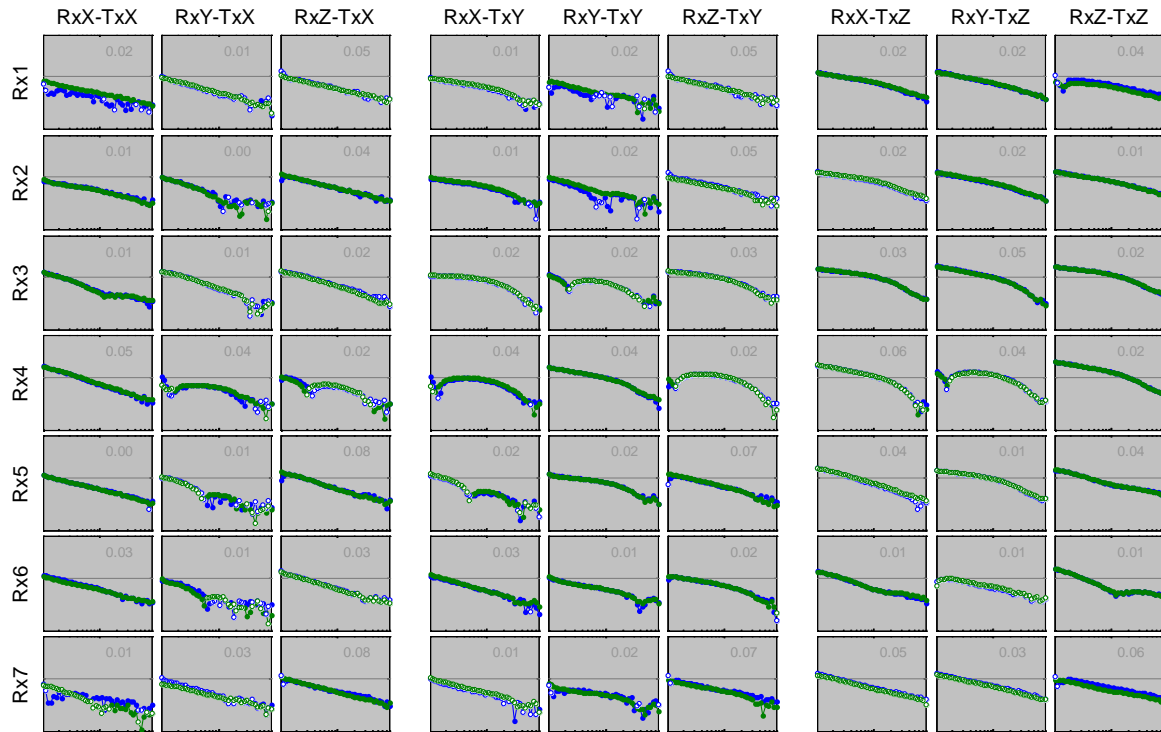 RxX-TxX RxY-TxX RxZ-TxX RxX-TxY RxY-TxY RxZ-TxY RxX-TxZ RxY-TxZ RxZ-TxZ
Rx1 0.02 0.01 0.05 0.01 0.02 0.05 0.02 0.02 0.04
Rx2 0.01 0.00 0.04 0.01 0.02 0.05 0.02 0.02 0.01
Rx3 0.01 0.01 0.02 0.02 0.02 0.03 0.03 0.05 0.02
Rx4 0.05 0.04 0.02 0.04 0.02 0.02 0.06 0.04 0.02
Rx5 0.00 0.01 0.08 0.02 0.02 0.07 0.04 0.01 0.04
Rx6 0.03 0.01 0.03 0.03 0.01 0.02 0.01 0.01 0.01
Rx7 0.01 0.03 0.08 0.01 0.02 0.07 0.05 0.03 0.06